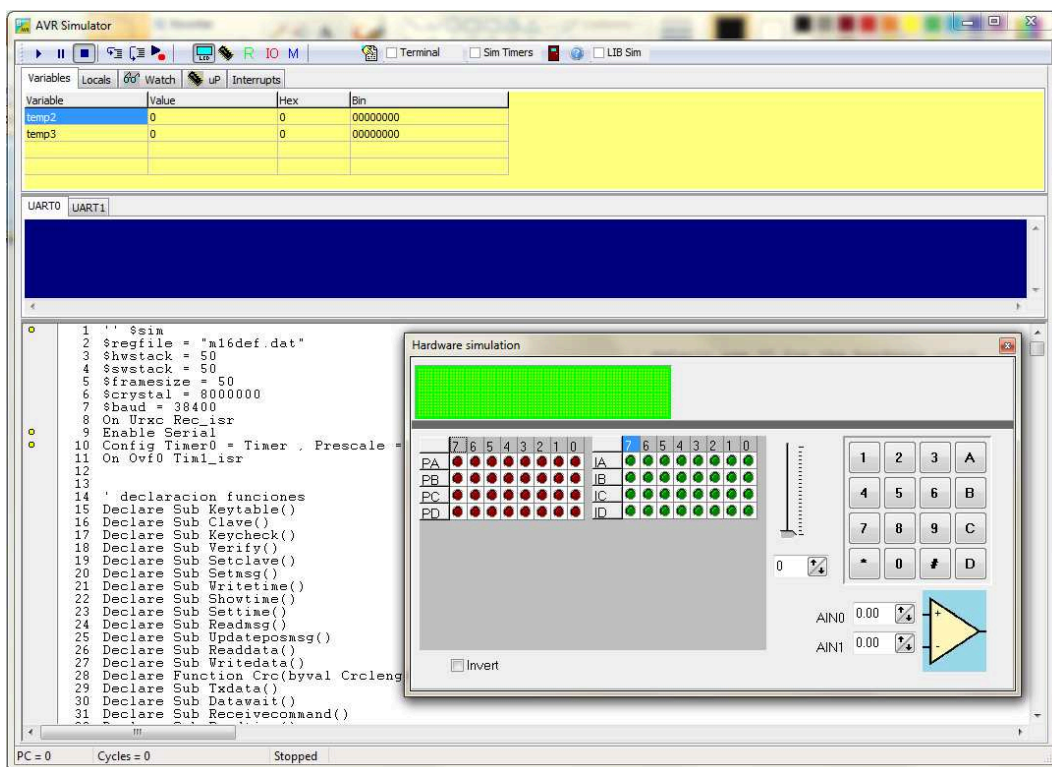 AVR Simulator
R IO M Terminal Sim Timers LIB Sim
Variables Locals Watch uP Interrupts
Variable Value Hex Bin
temp2 0 0 00000000
temp3 0 0 00000000
UART0 UART1
1 '' $sim
2 $regfile = "m16def.dat"
3 $hwstack = 50
4 $swstack = 50
5 $framesize = 50
6 $crystal = 8000000
7 $baud = 38400
8 On Urxc Rec_isr
9 Enable Serial
10 Config Timer0 = Timer , Prescale =
11 On Ovf0 Tim1_isr
12
13
14 ' declaracion funciones
15 Declare Sub Keytable()
16 Declare Sub Clave()
17 Declare Sub Keycheck()
18 Declare Sub Verify()
19 Declare Sub Setclave()
20 Declare Sub Setmsg()
21 Declare Sub Writetime()
22 Declare Sub Showtime()
23 Declare Sub Settime()
24 Declare Sub Readmsg()
25 Declare Sub Updateposmsg()
26 Declare Sub Readdata()
27 Declare Sub Writedata()
28 Declare Function Crc(byval Crcleng
29 Declare Sub Txdata()
30 Declare Sub Datawait()
31 Declare Sub Receivecommand()
Hardware simulation
7 6 5 4 3 2 1 0 7 6 5 4 3 2 1 0
PA IA
PB IB
PC IC
PD ID
1 2 3 A
4 5 6 B
7 8 9 C
* 0 # D
0
AIN0 0.00 +
AIN1 0.00 -
Invert
PC = 0 Cycles = 0 Stopped